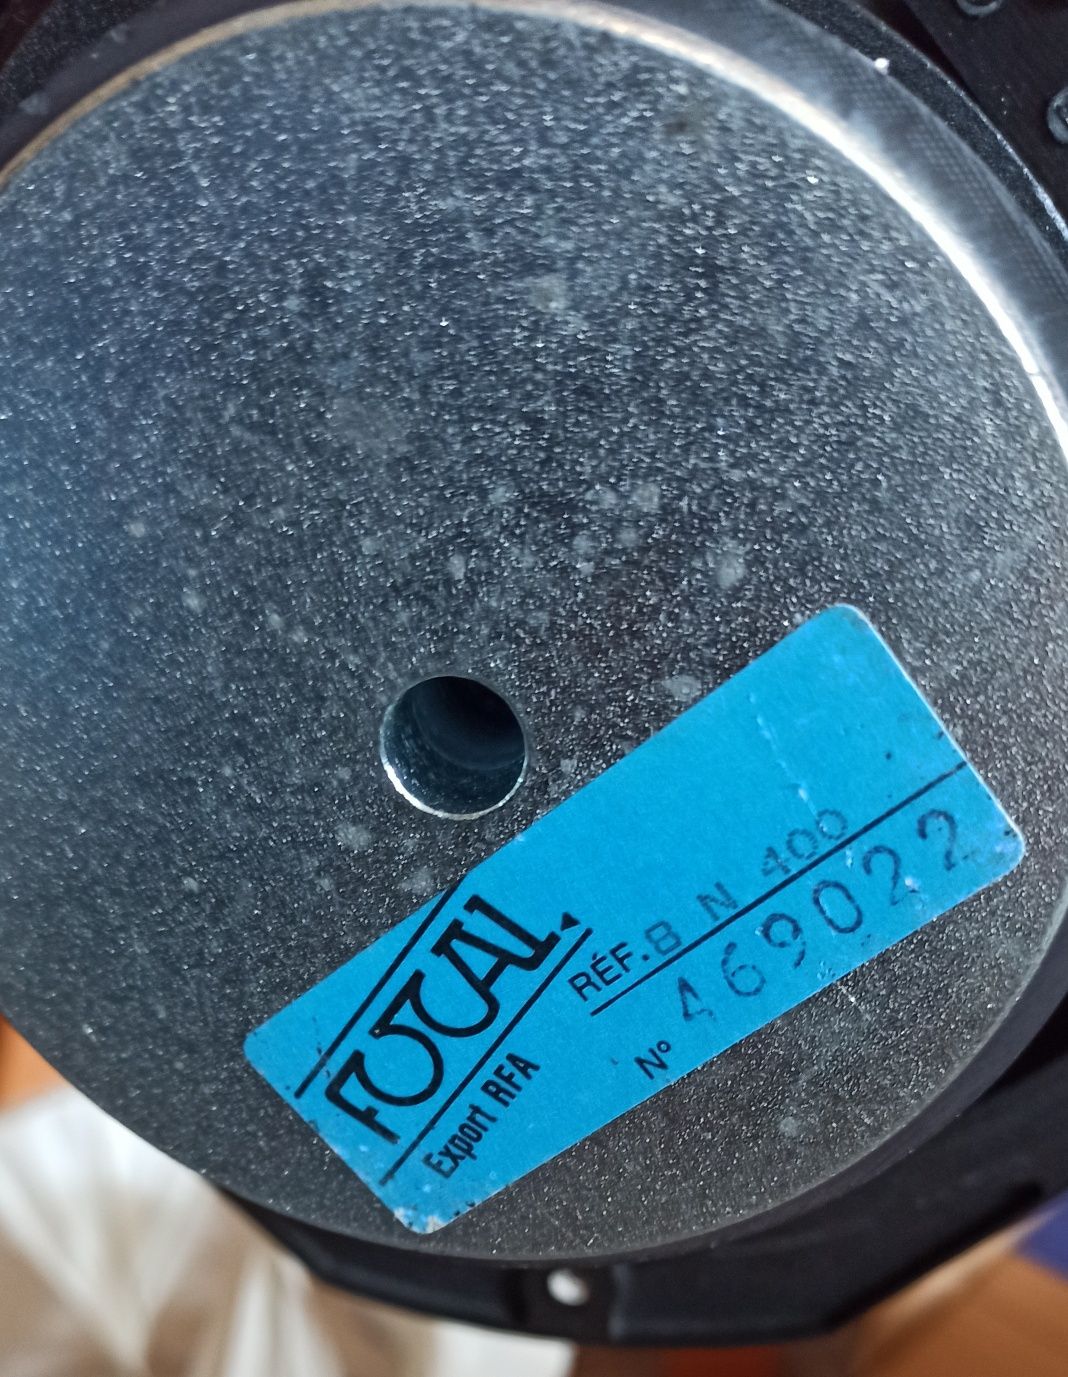 FOCAL
Export RFA
RÉF. 8 N 400
N° 469022